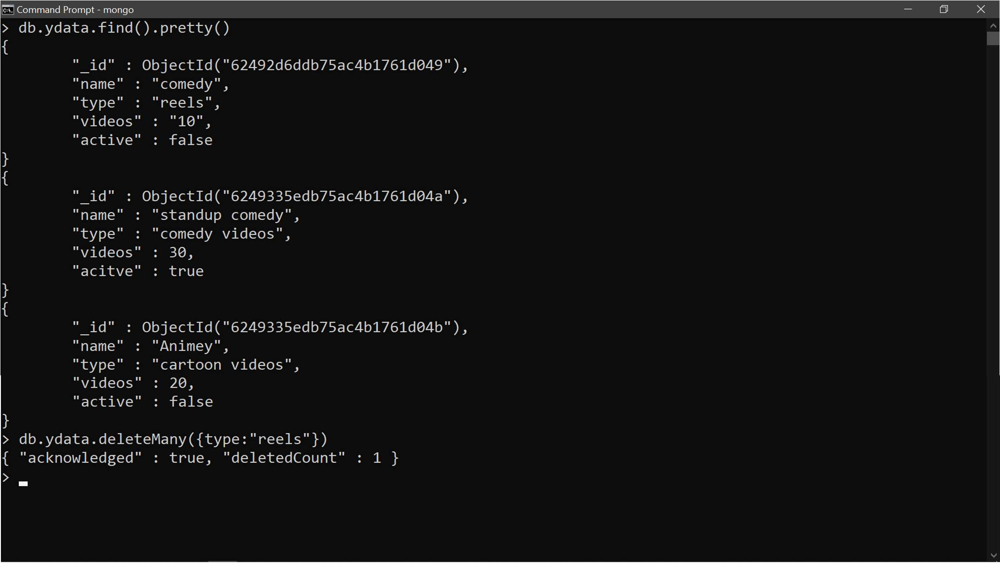 Command Prompt - mongo
> db.ydata.find().pretty()
{
"_id" : ObjectId("62492d6ddb75ac4b1761d049"),
"name" : "comedy",
"type" : "reels",
"videos" : "10",
"active" : false
}
{
"_id" : ObjectId("6249335edb75ac4b1761d04a"),
"name" : "standup comedy",
"type" : "comedy videos",
"videos" : 30,
"acitve" : true
}
{
"_id" : ObjectId("6249335edb75ac4b1761d04b"),
"name" : "Animey",
"type" : "cartoon videos",
"videos" : 20,
"active" : false
}
> db.ydata.deleteMany({type:"reels"})
{ "acknowledged" : true, "deletedCount" : 1 }
>